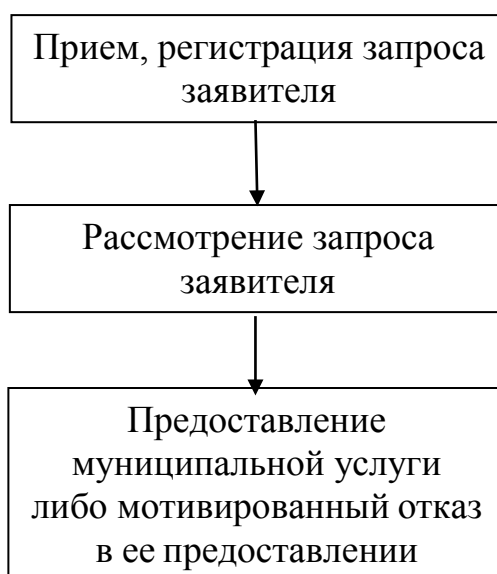 Прием, регистрация запроса
заявителя
Рассмотрение запроса
заявителя
Предоставление
муниципальной услуги
либо мотивированный отказ
в ее предоставлении